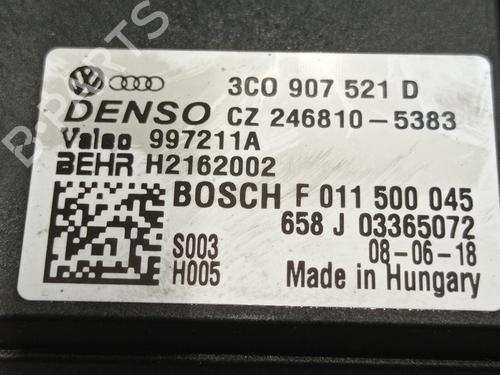 3C0 907 521 D
DENSO CZ 246810-5383
Valeo 997211A
BEHR H2162002
BOSCH F 011 500 045
658 J 03365072
S003 08-06-18
H005 Made in Hungary